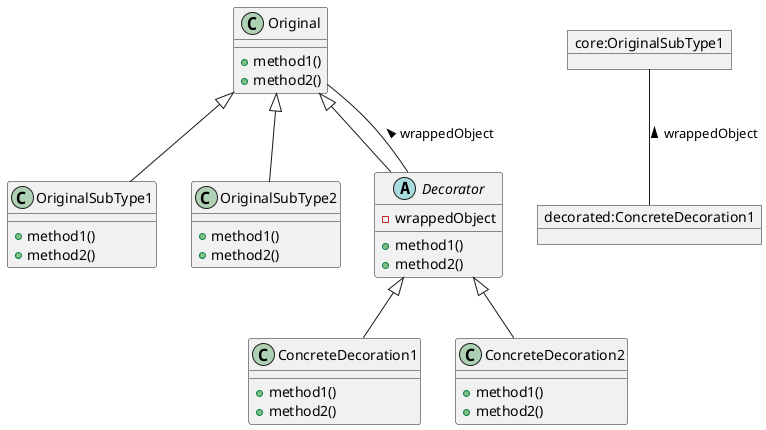 C Original
method1()
method2()
core:OriginalSubType1
wrappedObject
wrappedObject
C OriginalSubType1
method1()
method2()
C OriginalSubType2
method1()
method2()
A Decorator
wrappedObject
method1()
method2()
decorated:ConcreteDecoration1
C ConcreteDecoration1
method1()
method2()
C ConcreteDecoration2
method1()
method2()